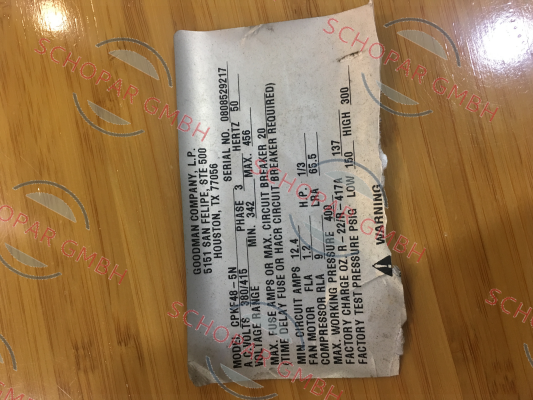 GOODMAN COMPANY, L.P.
5151 SAN FELIPE, STE 500
HOUSTON, TX 77056
SERIAL NO. 0808529217
MODEL CPKF48-5N
A.C. VOLTS 380/415 PHASE 3 HERTZ 50
VOLTAGE RANGE MIN. 342 MAX. 456
MAX. FUSE AMPS OR MAX. CIRCUIT BREAKER 20
(TIME DELAY FUSE OR HACR CIRCUIT BREAKER REQUIRED)
MIN. CIRCUIT AMPS 12.4
FAN MOTOR FLA 1.2 H.P. 1/3
COMPRESSOR RLA 9 LRA 65.5
MAX. WORKING PRESSURE 400
FACTORY CHARGE OZ. R-22/R-417A 137
FACTORY TEST PRESSURE PSIG LOW 150 HIGH 300
WARNING
SCHOPAR GMBH
SCHOPAR GMBH
SCHOPAR GMBH
SCHOPAR GMBH
SCHOPAR GMBH